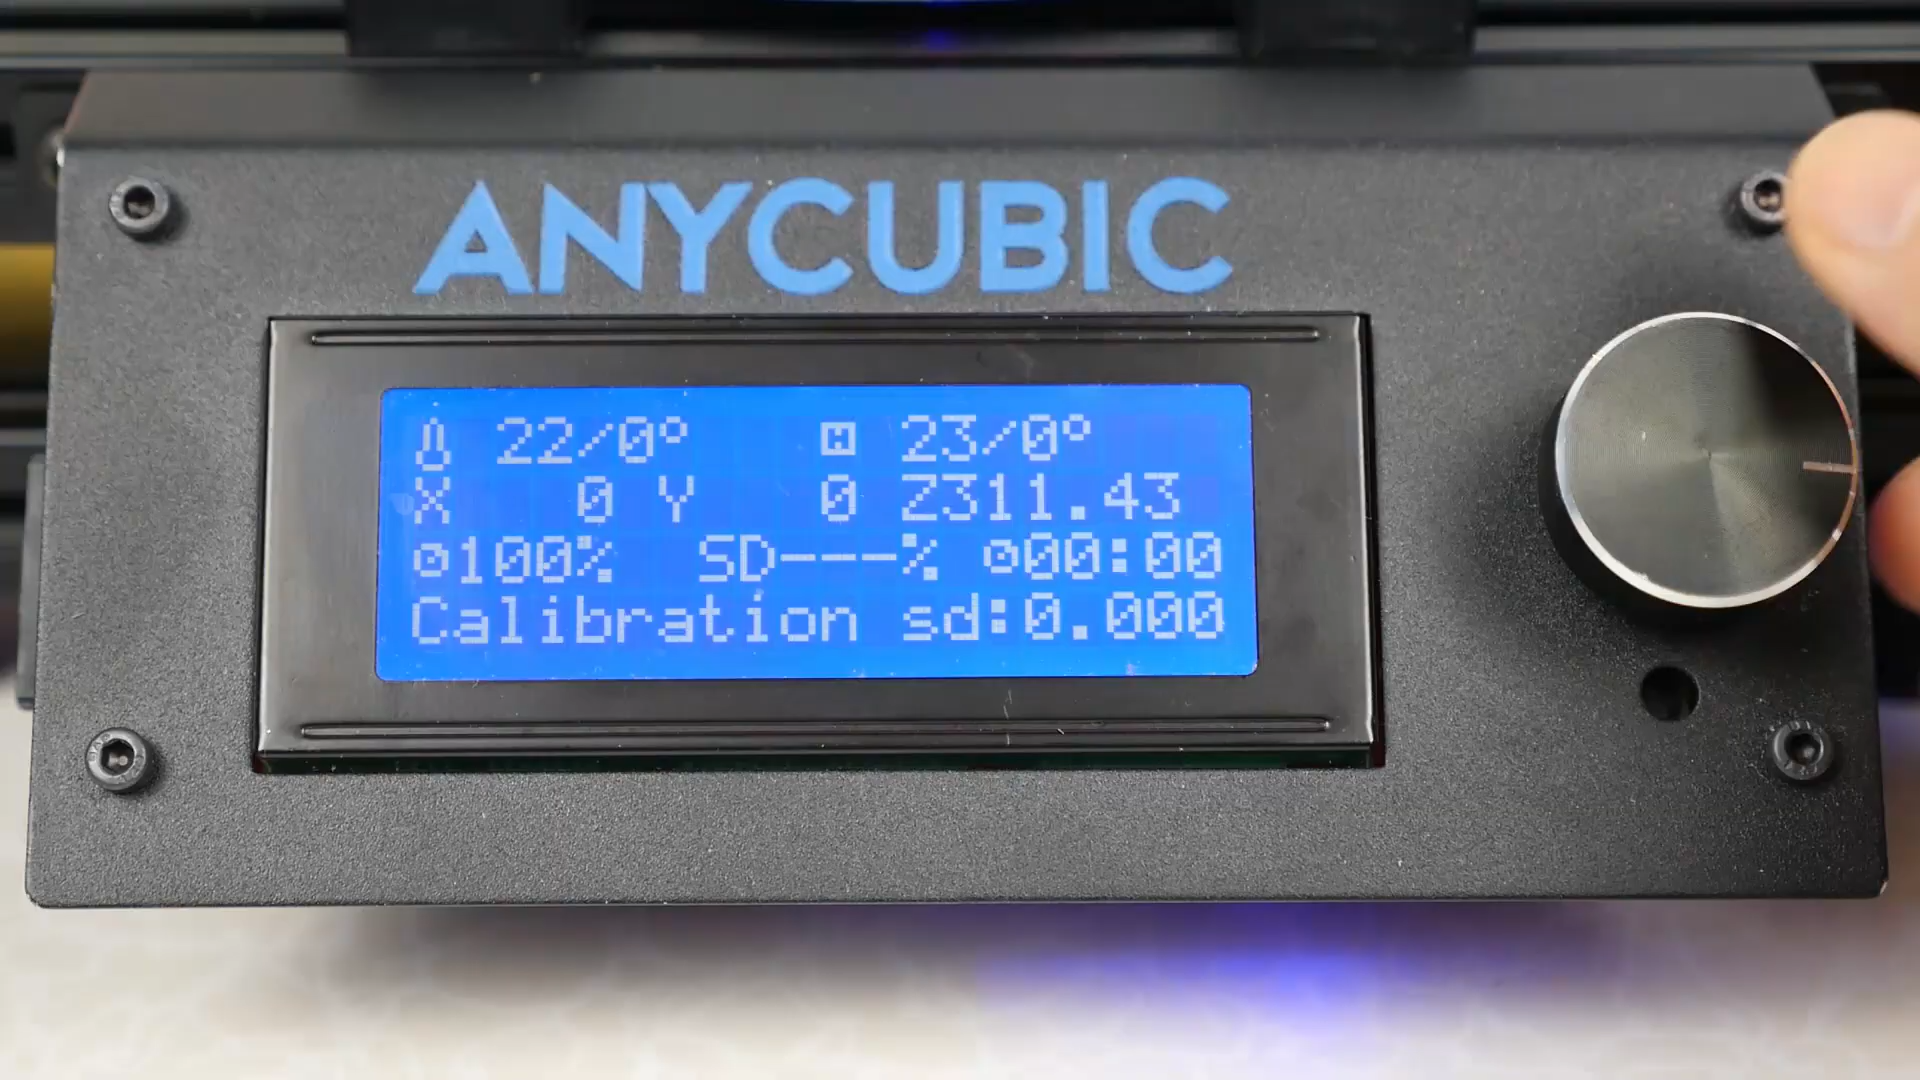 ANYCUBIC
22/0° 23/0°
X 0 Y 0 Z311.43
100% SD---% 00:00
Calibration sd:0.000